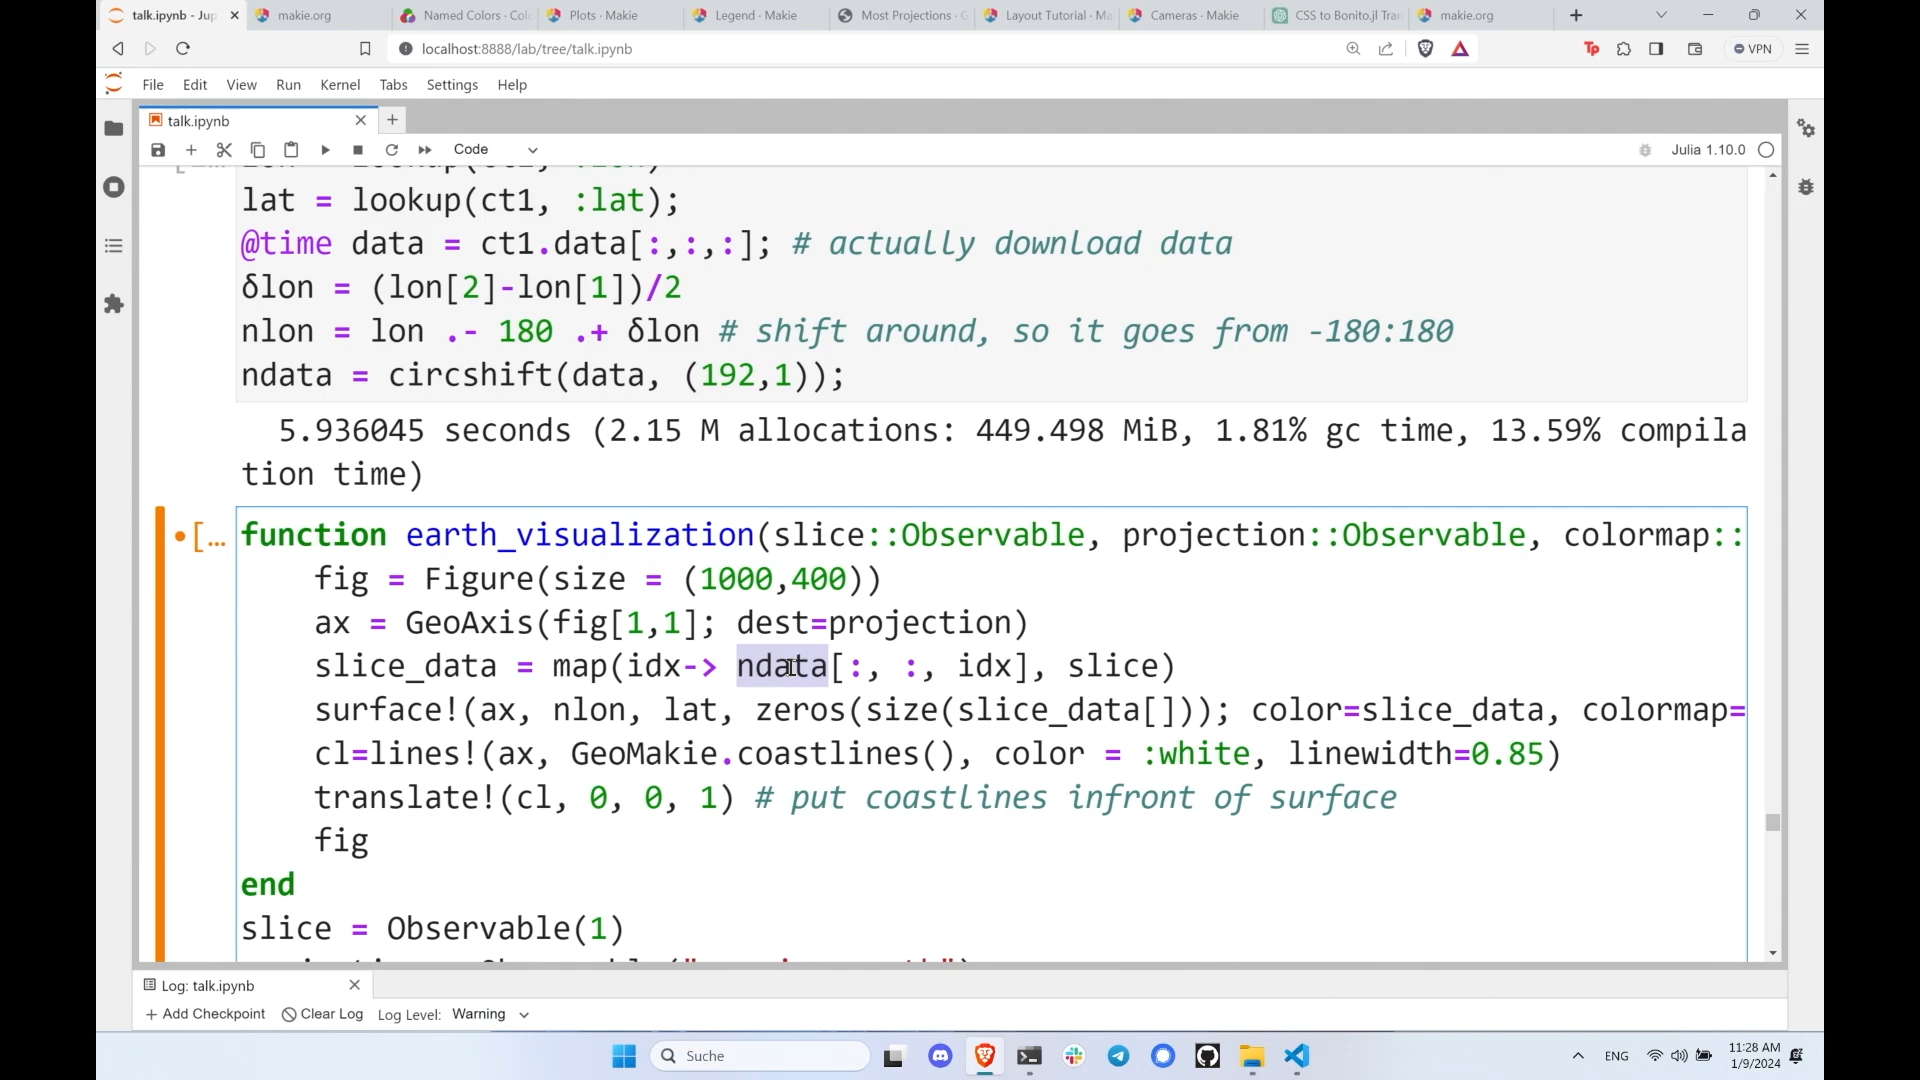 talk.ipynb - Jup
makie.org
Named Colors · Colo
Plots · Makie
Legend · Makie
Most Projections · G
Layout Tutorial · Ma
Cameras · Makie
CSS to Bonito.jl Tran
makie.org
localhost:8888/lab/tree/talk.ipynb
VPN
File Edit View Run Kernel Tabs Settings Help
talk.ipynb
Code
Julia 1.10.0
lat = lookup(ct1, :lat);
@time data = ct1.data[:,:,:]; # actually download data
δlon = (lon[2]-lon[1])/2
nlon = lon .- 180 .+ δlon # shift around, so it goes from -180:180
ndata = circshift(data, (192,1));
5.936045 seconds (2.15 M allocations: 449.498 MiB, 1.81% gc time, 13.59% compila
tion time)
[…
function earth_visualization(slice::Observable, projection::Observable, colormap::
fig = Figure(size = (1000,400))
ax = GeoAxis(fig[1,1]; dest=projection)
slice_data = map(idx-> ndata[:, :, idx], slice)
surface!(ax, nlon, lat, zeros(size(slice_data[])); color=slice_data, colormap=
cl=lines!(ax, GeoMakie.coastlines(), color = :white, linewidth=0.85)
translate!(cl, 0, 0, 1) # put coastlines infront of surface
fig
end
slice = Observable(1)
Log: talk.ipynb
Add Checkpoint Clear Log Log Level: Warning
Suche
ENG
11:28 AM
1/9/2024